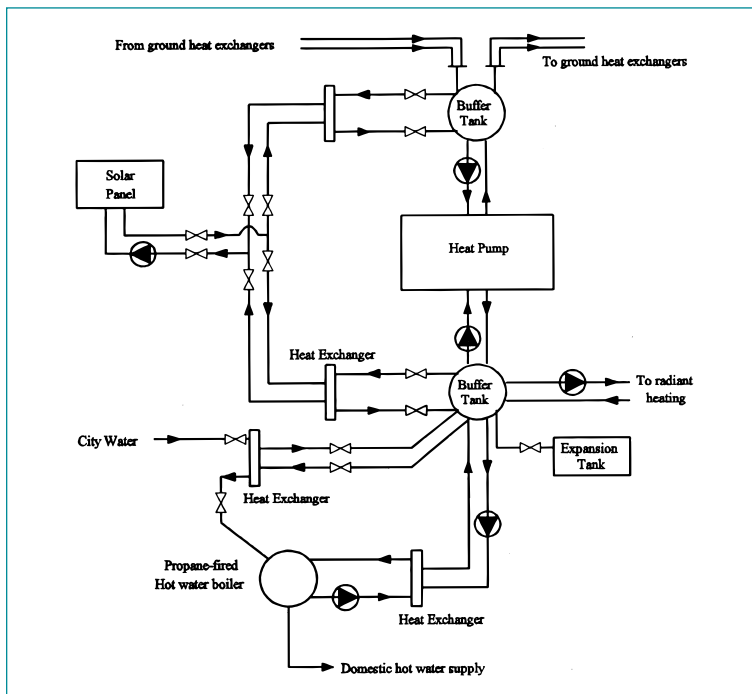 From ground heat exchangers
To ground heat exchangers
Buffer
Tank
Solar
Panel
Heat Pump
Heat Exchanger
Buffer
Tank
To radiant
heating
City Water
Expansion
Tank
Heat Exchanger
Propane-fired
Hot water boiler
Heat Exchanger
Domestic hot water supply